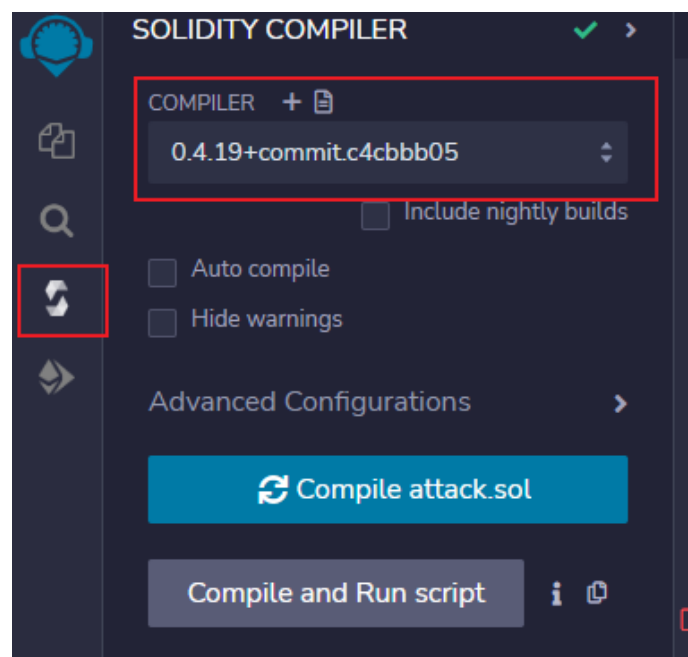 SOLIDITY COMPILER
COMPILER
0.4.19+commit.c4cbbb05
Include nightly builds
Auto compile
Hide warnings
Advanced Configurations
Compile attack.sol
Compile and Run script